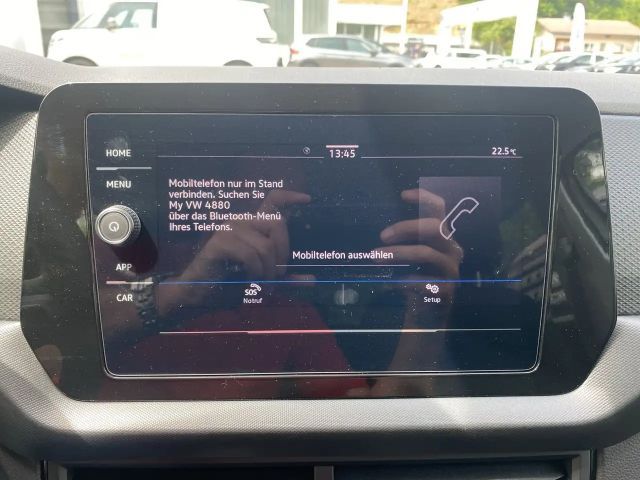 HOME
13:45
22.5°C
MENU
Mobiltelefon nur im Stand
verbinden. Suchen Sie
My VW 4880
über das Bluetooth-Menü
Ihres Telefons.
Mobiltelefon auswählen
APP
CAR
SOS
Notruf
Setup